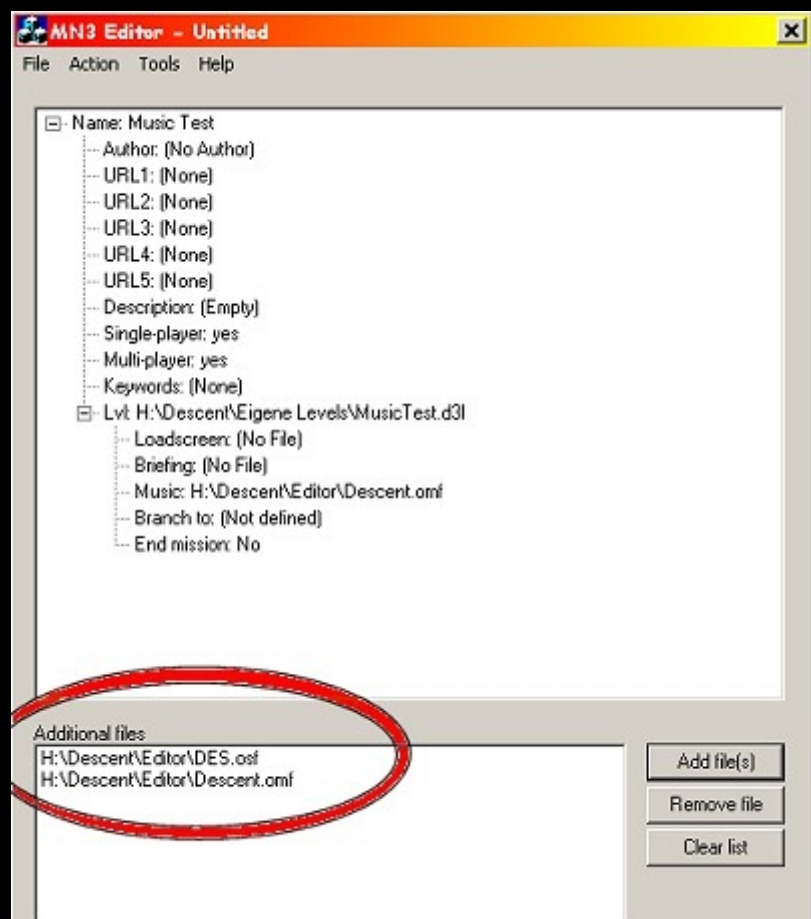 MN3 Editor - Untitled
File Action Tools Help
Name: Music Test
Author: (No Author)
URL1: (None)
URL2: (None)
URL3: (None)
URL4: (None)
URL5: (None)
Description: (Empty)
Single-player: yes
Multi-player: yes
Keywords: (None)
Lvl: H:\Descent\Eigene Levels\MusicTest.d3l
Loadscreen: (No File)
Briefing: (No File)
Music: H:\Descent\Editor\Descent.omf
Branch to: (Not defined)
End mission: No
Additional files
H:\Descent\Editor\DES.osf
H:\Descent\Editor\Descent.omf
Add file(s)
Remove file
Clear list